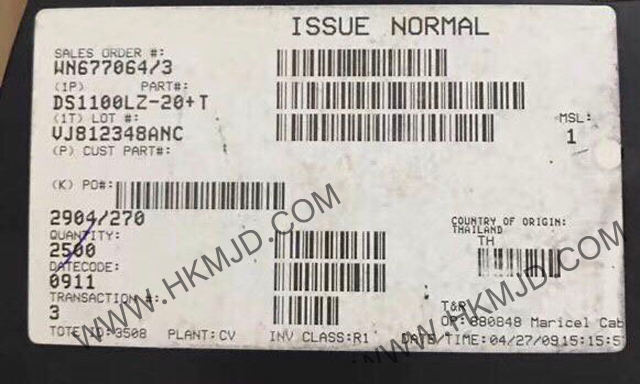 ISSUE NORMAL
SALES ORDER #:
WN677064/3
(1P) PART#:
DS1100LZ-20+T
(1T) LOT #:
VJ812348ANC
MSL:
1
(P) CUST PART#:
(K) PO#:
2904/270
QUANTITY:
2500
COUNTRY OF ORIGIN:
THAILAND
TH
DATECODE:
0911
TRANSACTION #:
3
T&R
OP: 880848 Maricel Cab
TOTE ID:3508 PLANT:CV INV CLASS:R1 DATE TIME:04/27/0915:15:5
WWW.HKMJD.COM
WWW.HKMJD.COM